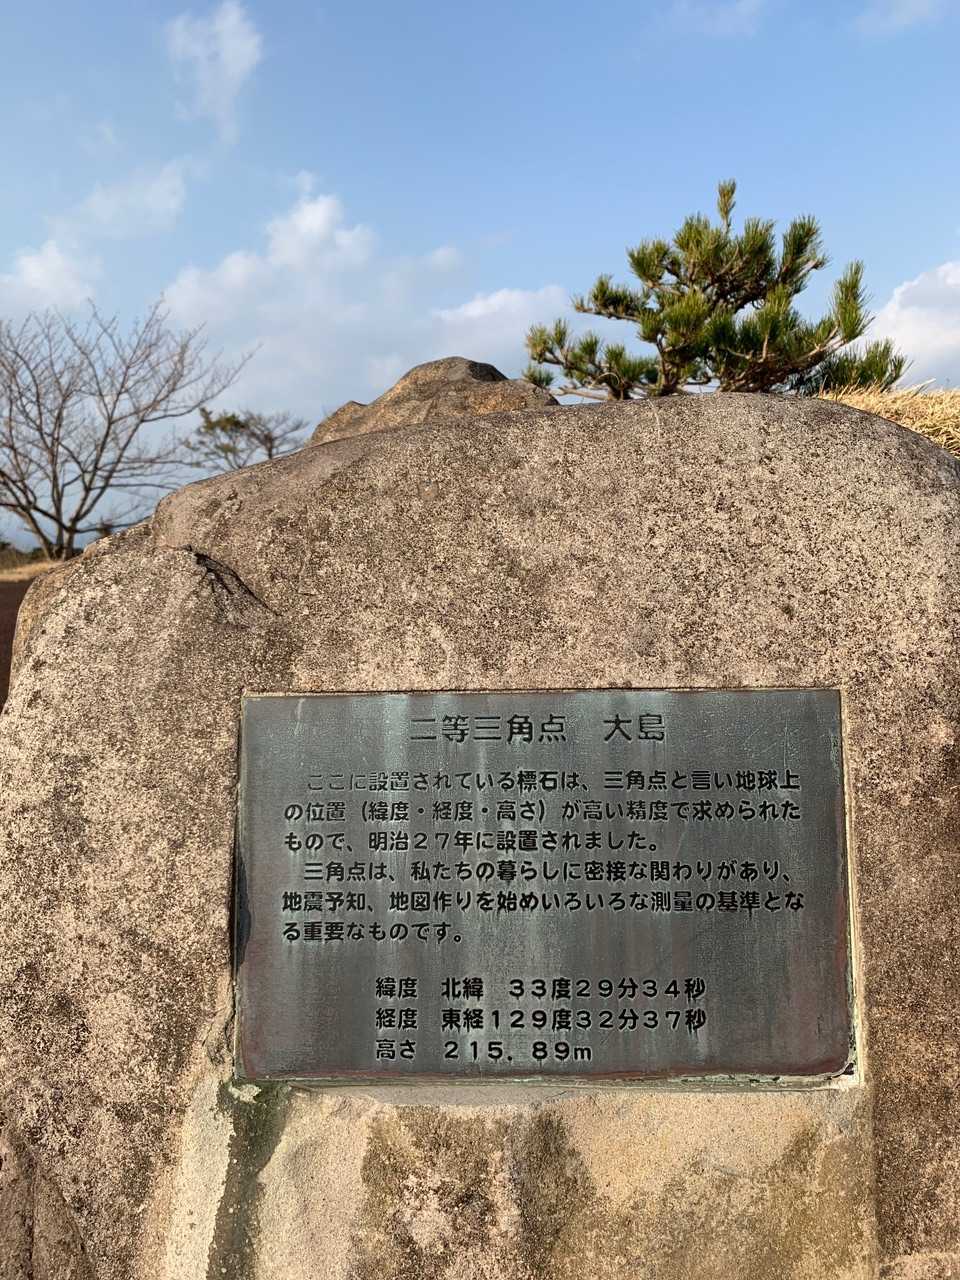 二等三角点　大島
ここに設置されている標石は、三角点と言い地球上
の位置（緯度・経度・高さ）が高い精度で求められた
もので、明治２７年に設置されました。
三角点は、私たちの暮らしに密接な関わりがあり、
地震予知、地図作りを始めいろいろな測量の基準とな
る重要なものです。
緯度　北緯　３３度２９分３４秒
経度　東経１２９度３２分３７秒
高さ　２１５．８９ｍ